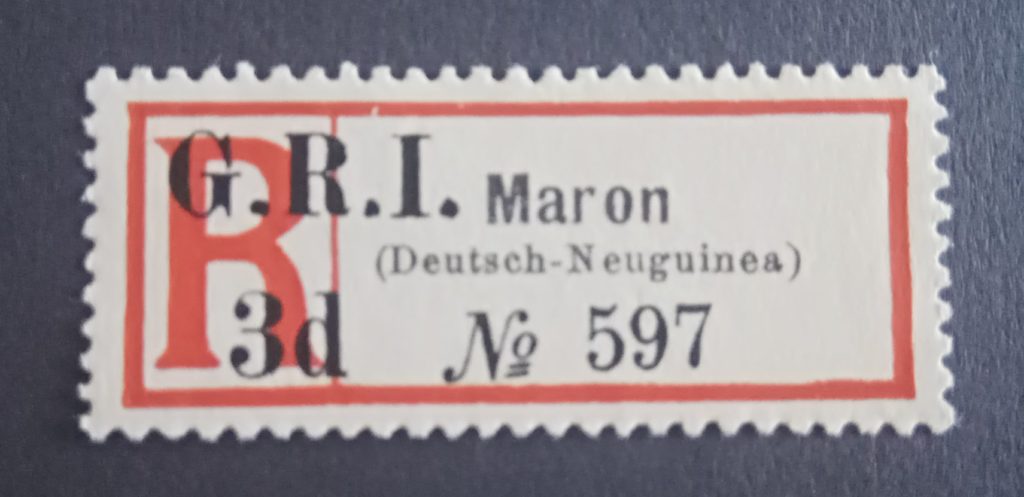 R
G.R.I.
Maron
(Deutsch-Neuguinea)
3d
№ 597